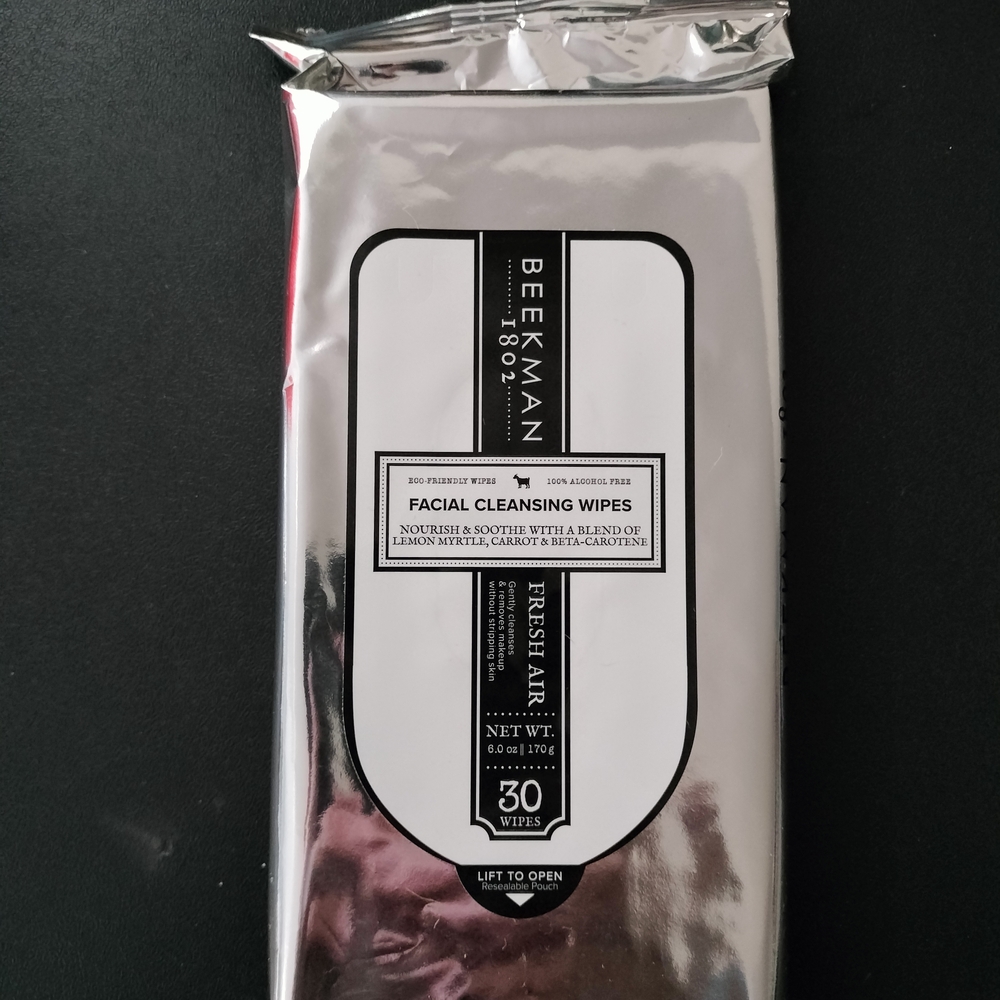 BEEKMAN
1802
ECO-FRIENDLY WIPES 100% ALCOHOL FREE
FACIAL CLEANSING WIPES
NOURISH & SOOTHE WITH A BLEND OF
LEMON MYRTLE, CARROT & BETA-CAROTENE
FRESH AIR
Gently cleanses
& removes makeup
without stripping skin
NET WT.
6.0 oz || 170 g
30
WIPES
LIFT TO OPEN
Resealable Pouch